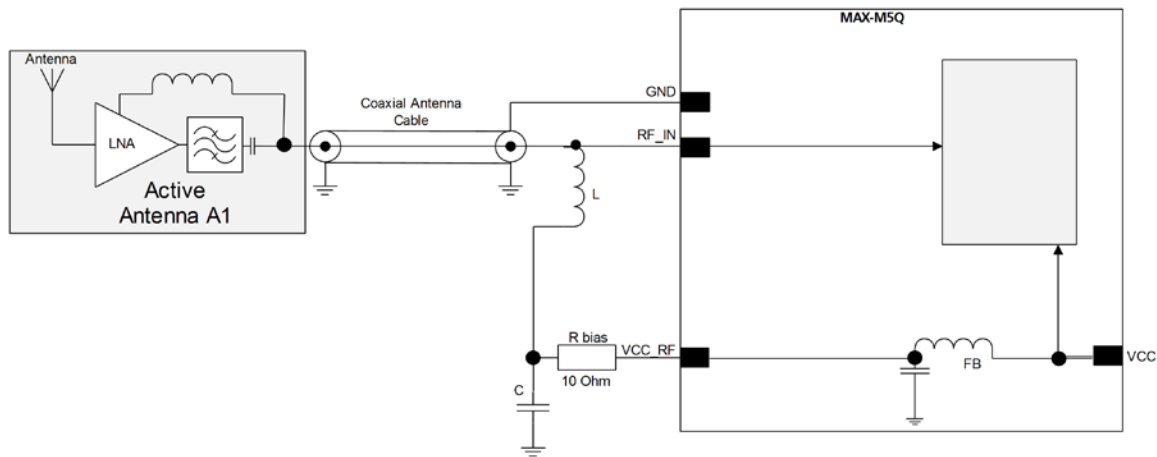 MAX-M5Q
Antenna
LNA
Active
Antenna A1
Coaxial Antenna
Cable
GND
RF_IN
L
R bias
10 Ohm
C
VCC_RF
FB
VCC